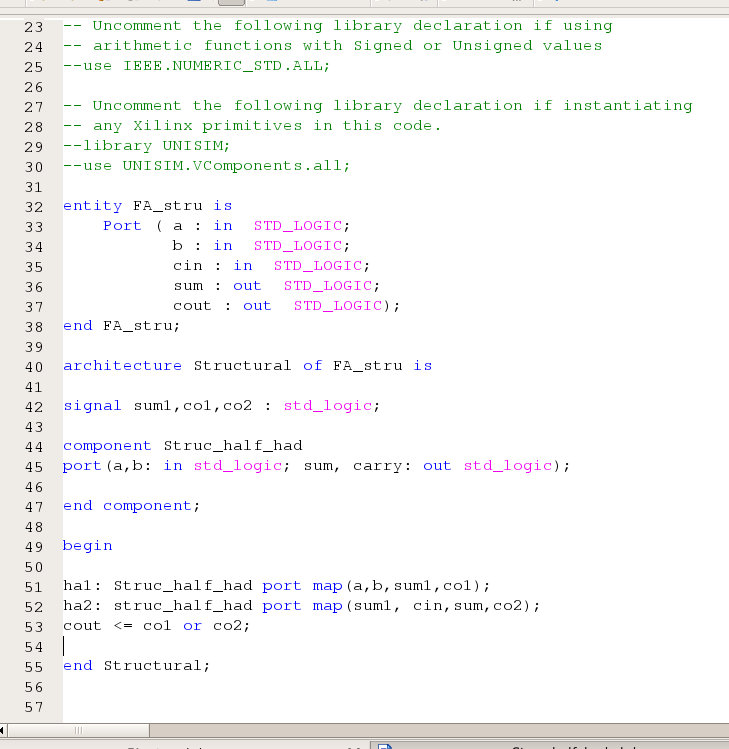 23 -- Uncomment the following library declaration if using
24 -- arithmetic functions with Signed or Unsigned values
25 --use IEEE.NUMERIC_STD.ALL;
26
27 -- Uncomment the following library declaration if instantiating
28 -- any Xilinx primitives in this code.
29 --library UNISIM;
30 --use UNISIM.VComponents.all;
31
32 entity FA_stru is
33     Port ( a : in  STD_LOGIC;
34            b : in  STD_LOGIC;
35            cin : in  STD_LOGIC;
36            sum : out  STD_LOGIC;
37            cout : out  STD_LOGIC);
38 end FA_stru;
39
40 architecture Structural of FA_stru is
41
42 signal sum1,co1,co2 : std_logic;
43
44 component Struc_half_had
45 port(a,b: in std_logic; sum, carry: out std_logic);
46
47 end component;
48
49 begin
50
51 ha1: Struc_half_had port map(a,b,sum1,co1);
52 ha2: struc_half_had port map(sum1, cin,sum,co2);
53 cout <= co1 or co2;
54
55 end Structural;
56
57